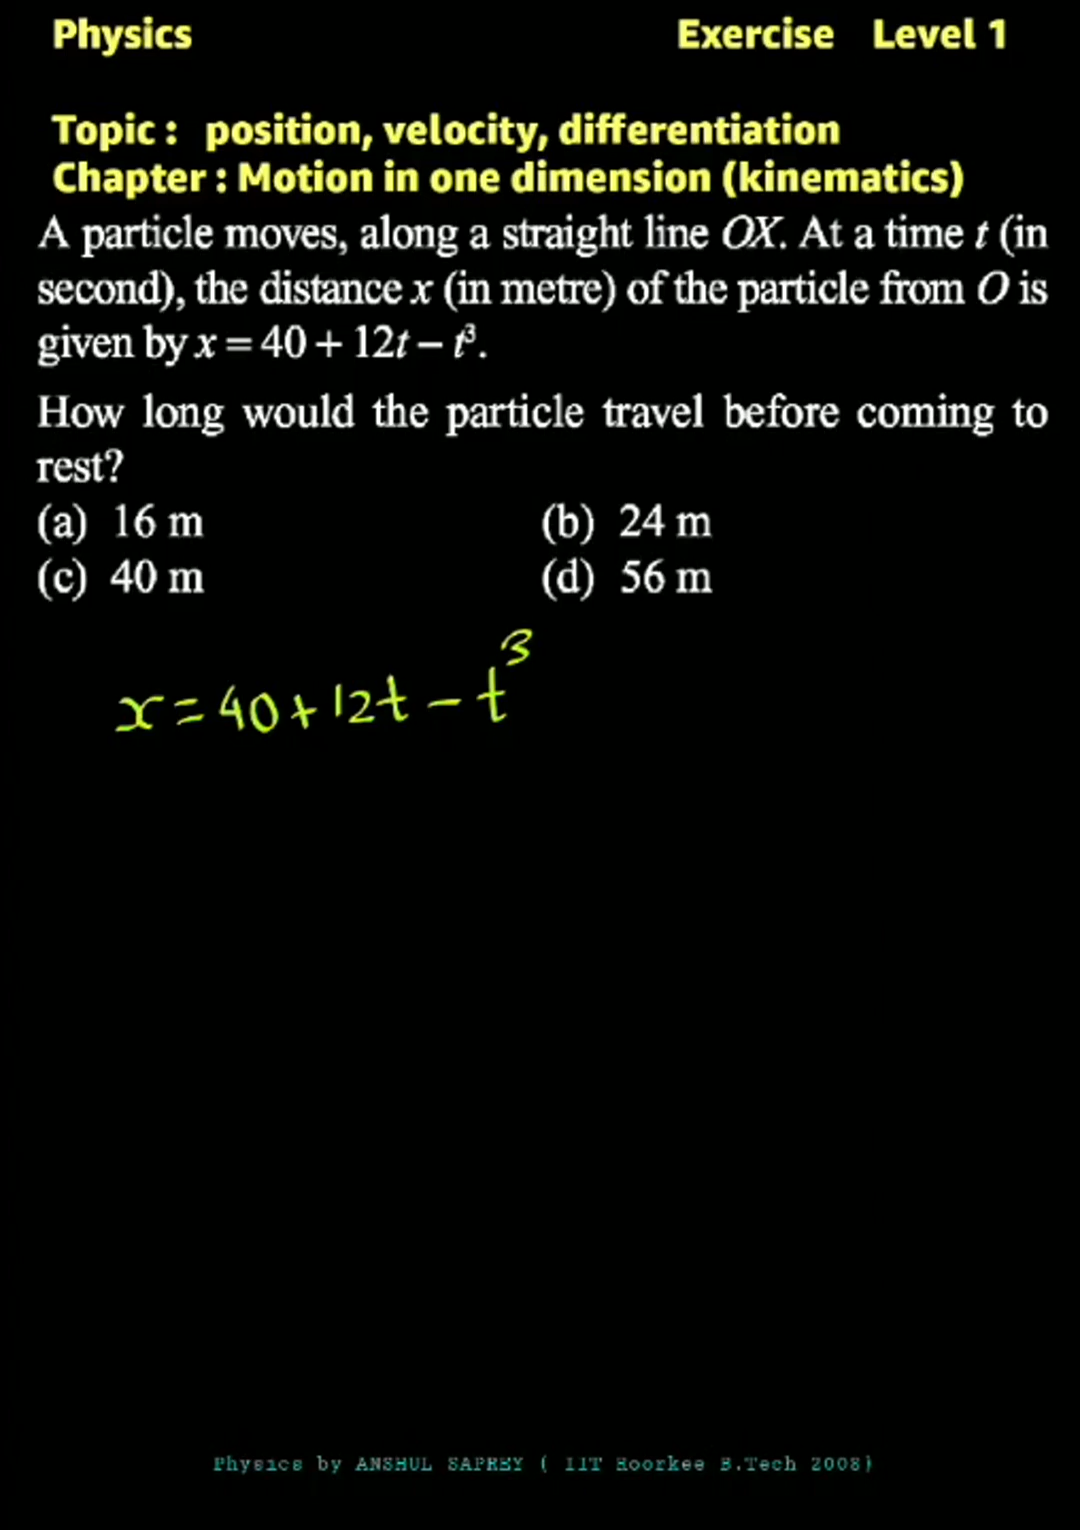 Physics Exercise Level 1
Topic : position, velocity, differentiation
Chapter : Motion in one dimension (kinematics)
A particle moves, along a straight line OX. At a time t (in
second), the distance x (in metre) of the particle from O is
given by x = 40 + 12t – t³.
How long would the particle travel before coming to
rest?
(a) 16 m (b) 24 m
(c) 40 m (d) 56 m
x = 40 + 12t – t³
Physics by ANSHUL SAPREY ( IIT Roorkee B.Tech 2008)